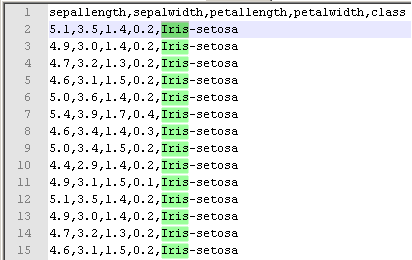 1 sepallength,sepalwidth,petallength,petalwidth,class
2 5.1,3.5,1.4,0.2,Iris-setosa
3 4.9,3.0,1.4,0.2,Iris-setosa
4 4.7,3.2,1.3,0.2,Iris-setosa
5 4.6,3.1,1.5,0.2,Iris-setosa
6 5.0,3.6,1.4,0.2,Iris-setosa
7 5.4,3.9,1.7,0.4,Iris-setosa
8 4.6,3.4,1.4,0.3,Iris-setosa
9 5.0,3.4,1.5,0.2,Iris-setosa
10 4.4,2.9,1.4,0.2,Iris-setosa
11 4.9,3.1,1.5,0.1,Iris-setosa
12 5.1,3.5,1.4,0.2,Iris-setosa
13 4.9,3.0,1.4,0.2,Iris-setosa
14 4.7,3.2,1.3,0.2,Iris-setosa
15 4.6,3.1,1.5,0.2,Iris-setosa